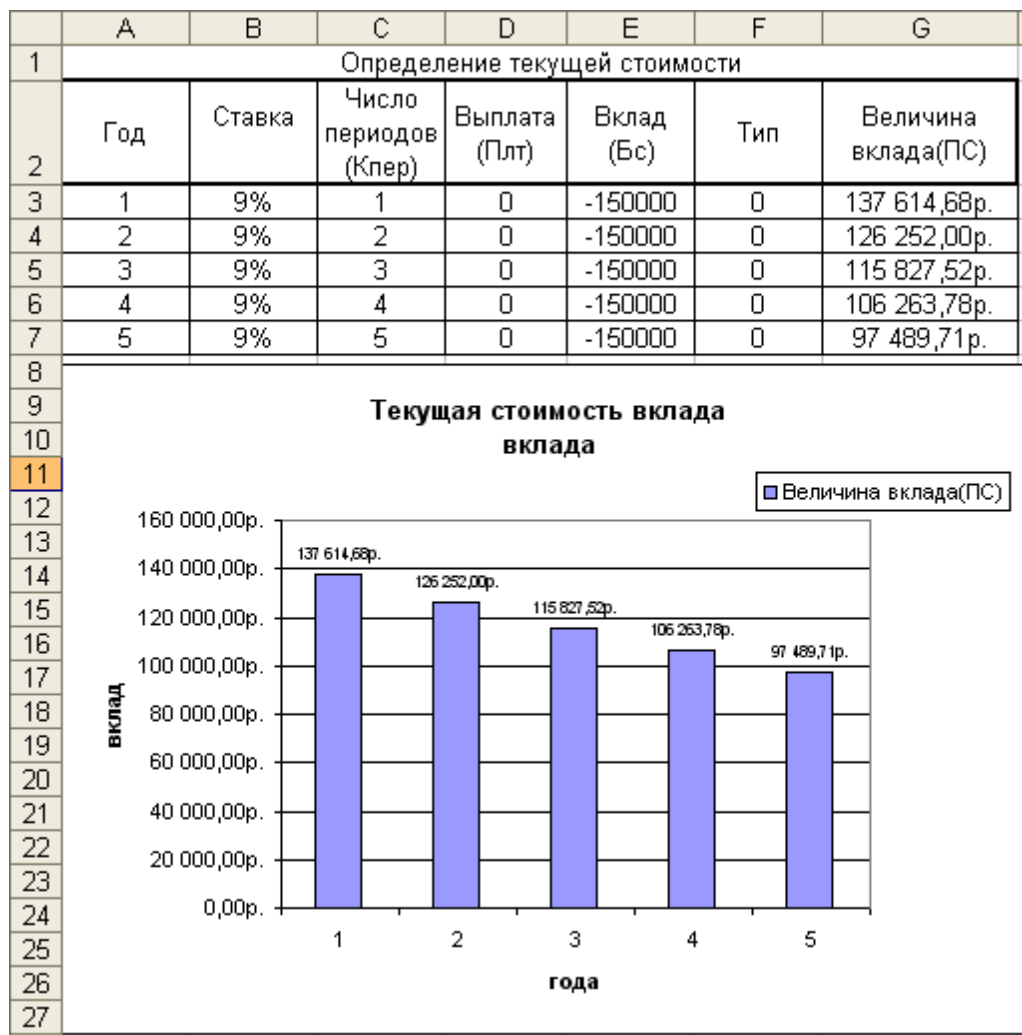 A B C D E F G
1 Определение текущей стоимости
2 Год Ставка Число периодов (Кпер) Выплата (Плт) Вклад (Бс) Тип Величина вклада(ПС)
3 1 9% 1 0 -150000 0 137 614,68р.
4 2 9% 2 0 -150000 0 126 252,00р.
5 3 9% 3 0 -150000 0 115 827,52р.
6 4 9% 4 0 -150000 0 106 263,78р.
7 5 9% 5 0 -150000 0 97 489,71р.
8
9
10
11
12
13
14
15
16
17
18
19
20
21
22
23
24
25
26
27
Текущая стоимость вклада
вклада
Величина вклада(ПС)
160 000,00р.
140 000,00р.
120 000,00р.
100 000,00р.
80 000,00р.
60 000,00р.
40 000,00р.
20 000,00р.
0,00р.
вклад
137 614,68р.
126 252,00р.
115 827,52р.
106 263,78р.
97 489,71р.
1 2 3 4 5
года